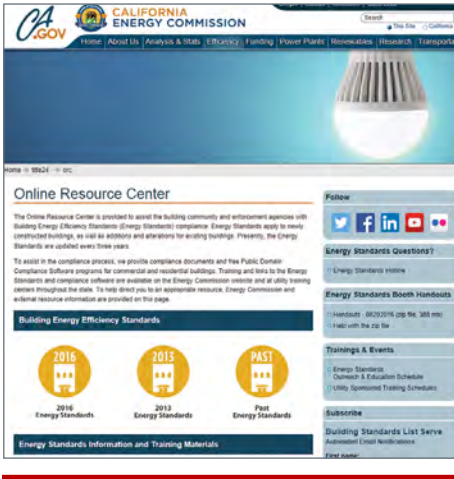 CA
.GOV
CALIFORNIA
ENERGY COMMISSION
Search
This Site California
Home About Us Analysis & Stats Efficiency Funding Power Plants Renewables Research Transporta
Home -> title24 -> orc
Online Resource Center
The Online Resource Center is provided to assist the building community and enforcement agencies with
Building Energy Efficiency Standards (Energy Standards) compliance. Energy Standards apply to newly
constructed buildings, as well as additions and alterations for existing buildings. Presently, the Energy
Standards are updated every three years.
To assist in the compliance process, we provide compliance documents and free Public Domain
Compliance Software programs for commercial and residential buildings. Training and links to the Energy
Standards and compliance software are available on the Energy Commission website and at utility training
centers throughout the state. To help direct you to an appropriate resource, Energy Commission and
external resource information are provided on this page.
Building Energy Efficiency Standards
2016
2013
PAST
2016
Energy Standards
2013
Energy Standards
Past
Energy Standards
Energy Standards Information and Training Materials
Follow
Energy Standards Questions?
Energy Standards Hotline
Energy Standards Booth Handouts
Handouts - 08292016 (zip file, 388 mb)
Help with the zip file
Trainings & Events
Energy Standards
Outreach & Education Schedule
Utility Sponsored Training Schedules
Subscribe
Building Standards List Serve
Automated Email Notifications
First name: